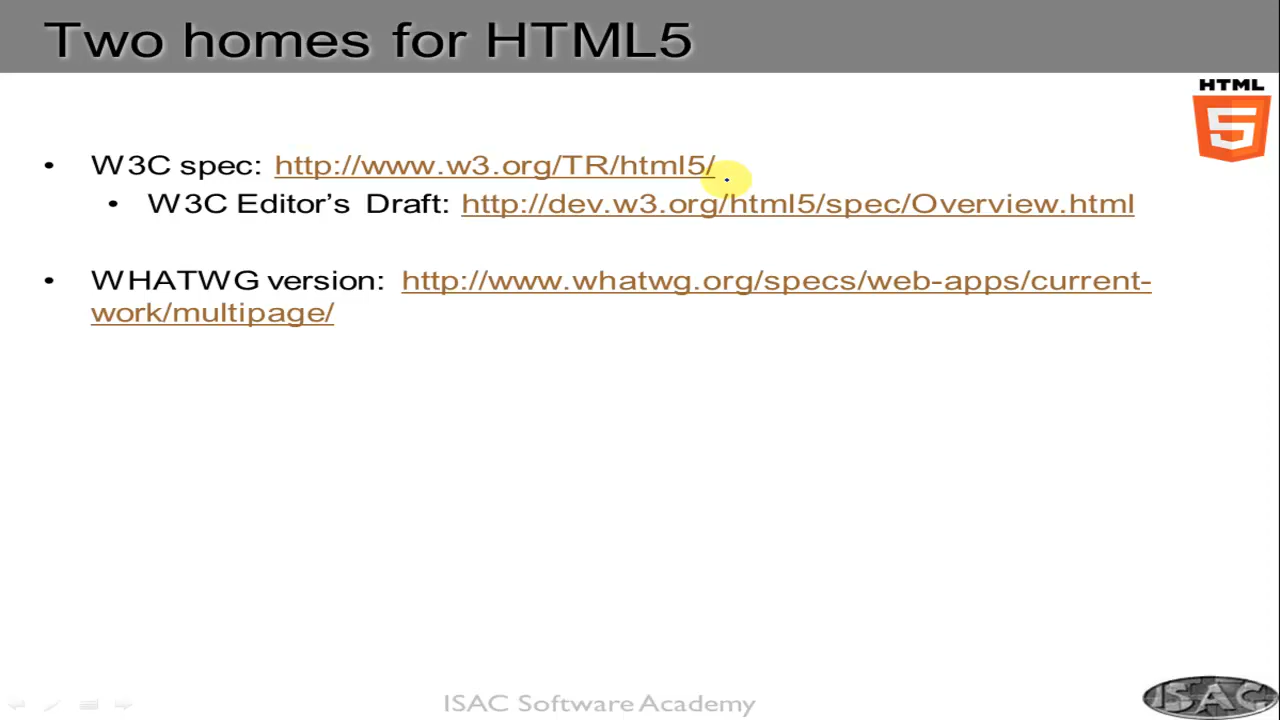 Two homes for HTML5
HTML
5
• W3C spec: http://www.w3.org/TR/html5/
• W3C Editor’s Draft: http://dev.w3.org/html5/spec/Overview.html
• WHATWG version: http://www.whatwg.org/specs/web-apps/current-
work/multipage/
ISAC Software Academy
ISAC